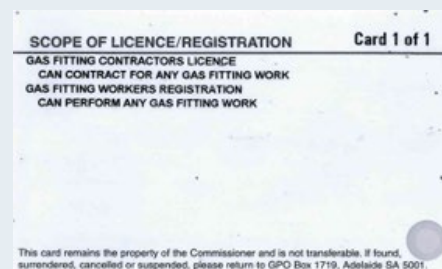 SCOPE OF LICENCE/REGISTRATION Card 1 of 1
GAS FITTING CONTRACTORS LICENCE
CAN CONTRACT FOR ANY GAS FITTING WORK
GAS FITTING WORKERS REGISTRATION
CAN PERFORM ANY GAS FITTING WORK
This card remains the property of the Commissioner and is not transferable. If found,
surrendered, cancelled or suspended, please return to GPO Box 1719, Adelaide SA 5001.